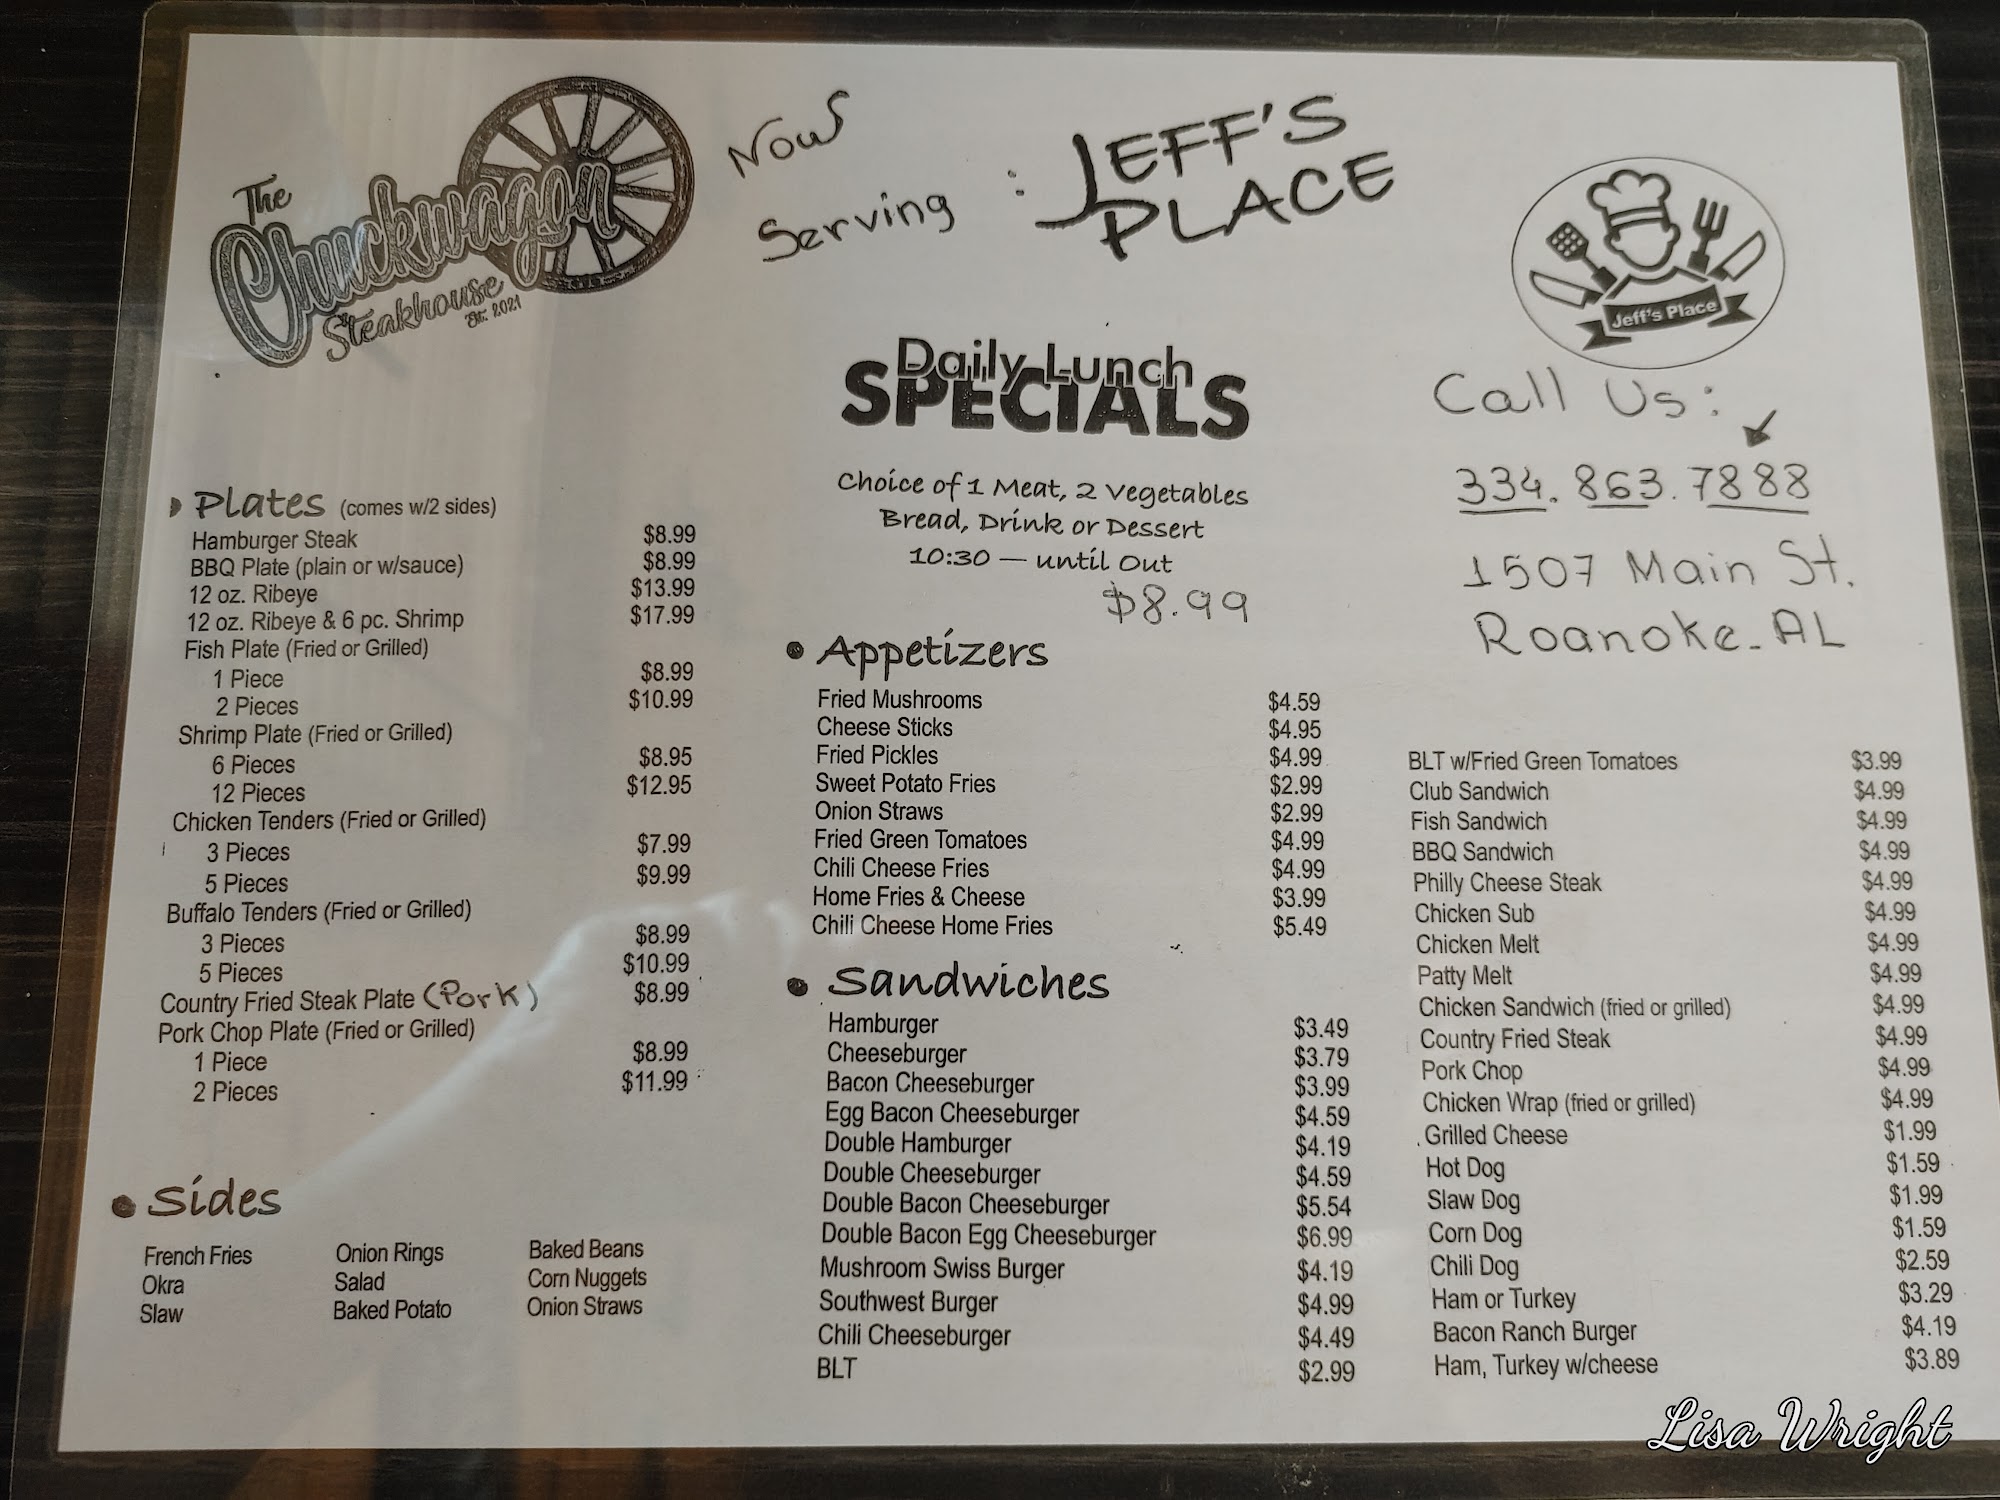 The
Chuckwagon
Steakhouse
Est. 2021
Now
Serving : JEFF'S
PLACE
Jeff's Place
Call Us:
334.863.7888
1507 Main St.
Roanoke. AL
Daily Lunch
SPECIALS
Choice of 1 Meat, 2 Vegetables
Bread, Drink or Dessert
10:30 — until Out
$8.99
Plates (comes w/2 sides)
Hamburger Steak $8.99
BBQ Plate (plain or w/sauce) $8.99
12 oz. Ribeye $13.99
12 oz. Ribeye & 6 pc. Shrimp $17.99
Fish Plate (Fried or Grilled)
1 Piece $8.99
2 Pieces $10.99
Shrimp Plate (Fried or Grilled)
6 Pieces $8.95
12 Pieces $12.95
Chicken Tenders (Fried or Grilled)
3 Pieces $7.99
5 Pieces $9.99
Buffalo Tenders (Fried or Grilled)
3 Pieces $8.99
5 Pieces $10.99
Country Fried Steak Plate (Pork) $8.99
Pork Chop Plate (Fried or Grilled)
1 Piece $8.99
2 Pieces $11.99
• Sides
French Fries Onion Rings Baked Beans
Okra Salad Corn Nuggets
Slaw Baked Potato Onion Straws
• Appetizers
Fried Mushrooms $4.59
Cheese Sticks $4.95
Fried Pickles $4.99
Sweet Potato Fries $2.99
Onion Straws $2.99
Fried Green Tomatoes $4.99
Chili Cheese Fries $4.99
Home Fries & Cheese $3.99
Chili Cheese Home Fries $5.49
• Sandwiches
Hamburger $3.49
Cheeseburger $3.79
Bacon Cheeseburger $3.99
Egg Bacon Cheeseburger $4.59
Double Hamburger $4.19
Double Cheeseburger $4.59
Double Bacon Cheeseburger $5.54
Double Bacon Egg Cheeseburger $6.99
Mushroom Swiss Burger $4.19
Southwest Burger $4.99
Chili Cheeseburger $4.49
BLT $2.99
BLT w/Fried Green Tomatoes $3.99
Club Sandwich $4.99
Fish Sandwich $4.99
BBQ Sandwich $4.99
Philly Cheese Steak $4.99
Chicken Sub $4.99
Chicken Melt $4.99
Patty Melt $4.99
Chicken Sandwich (fried or grilled) $4.99
Country Fried Steak $4.99
Pork Chop $4.99
Chicken Wrap (fried or grilled) $4.99
Grilled Cheese $1.99
Hot Dog $1.59
Slaw Dog $1.99
Corn Dog $1.59
Chili Dog $2.59
Ham or Turkey $3.29
Bacon Ranch Burger $4.19
Ham, Turkey w/cheese $3.89
Lisa Wright